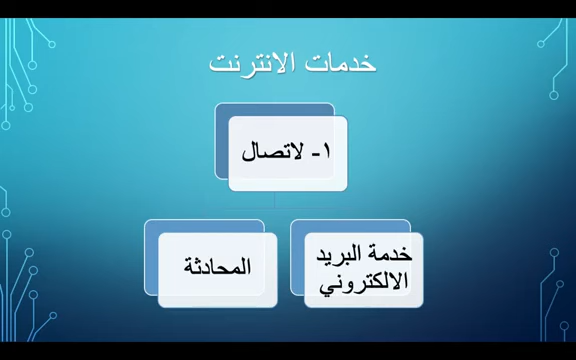 خدمات الانترنت
١- لاتصال
خدمة البريد
الالكتروني
المحادثة